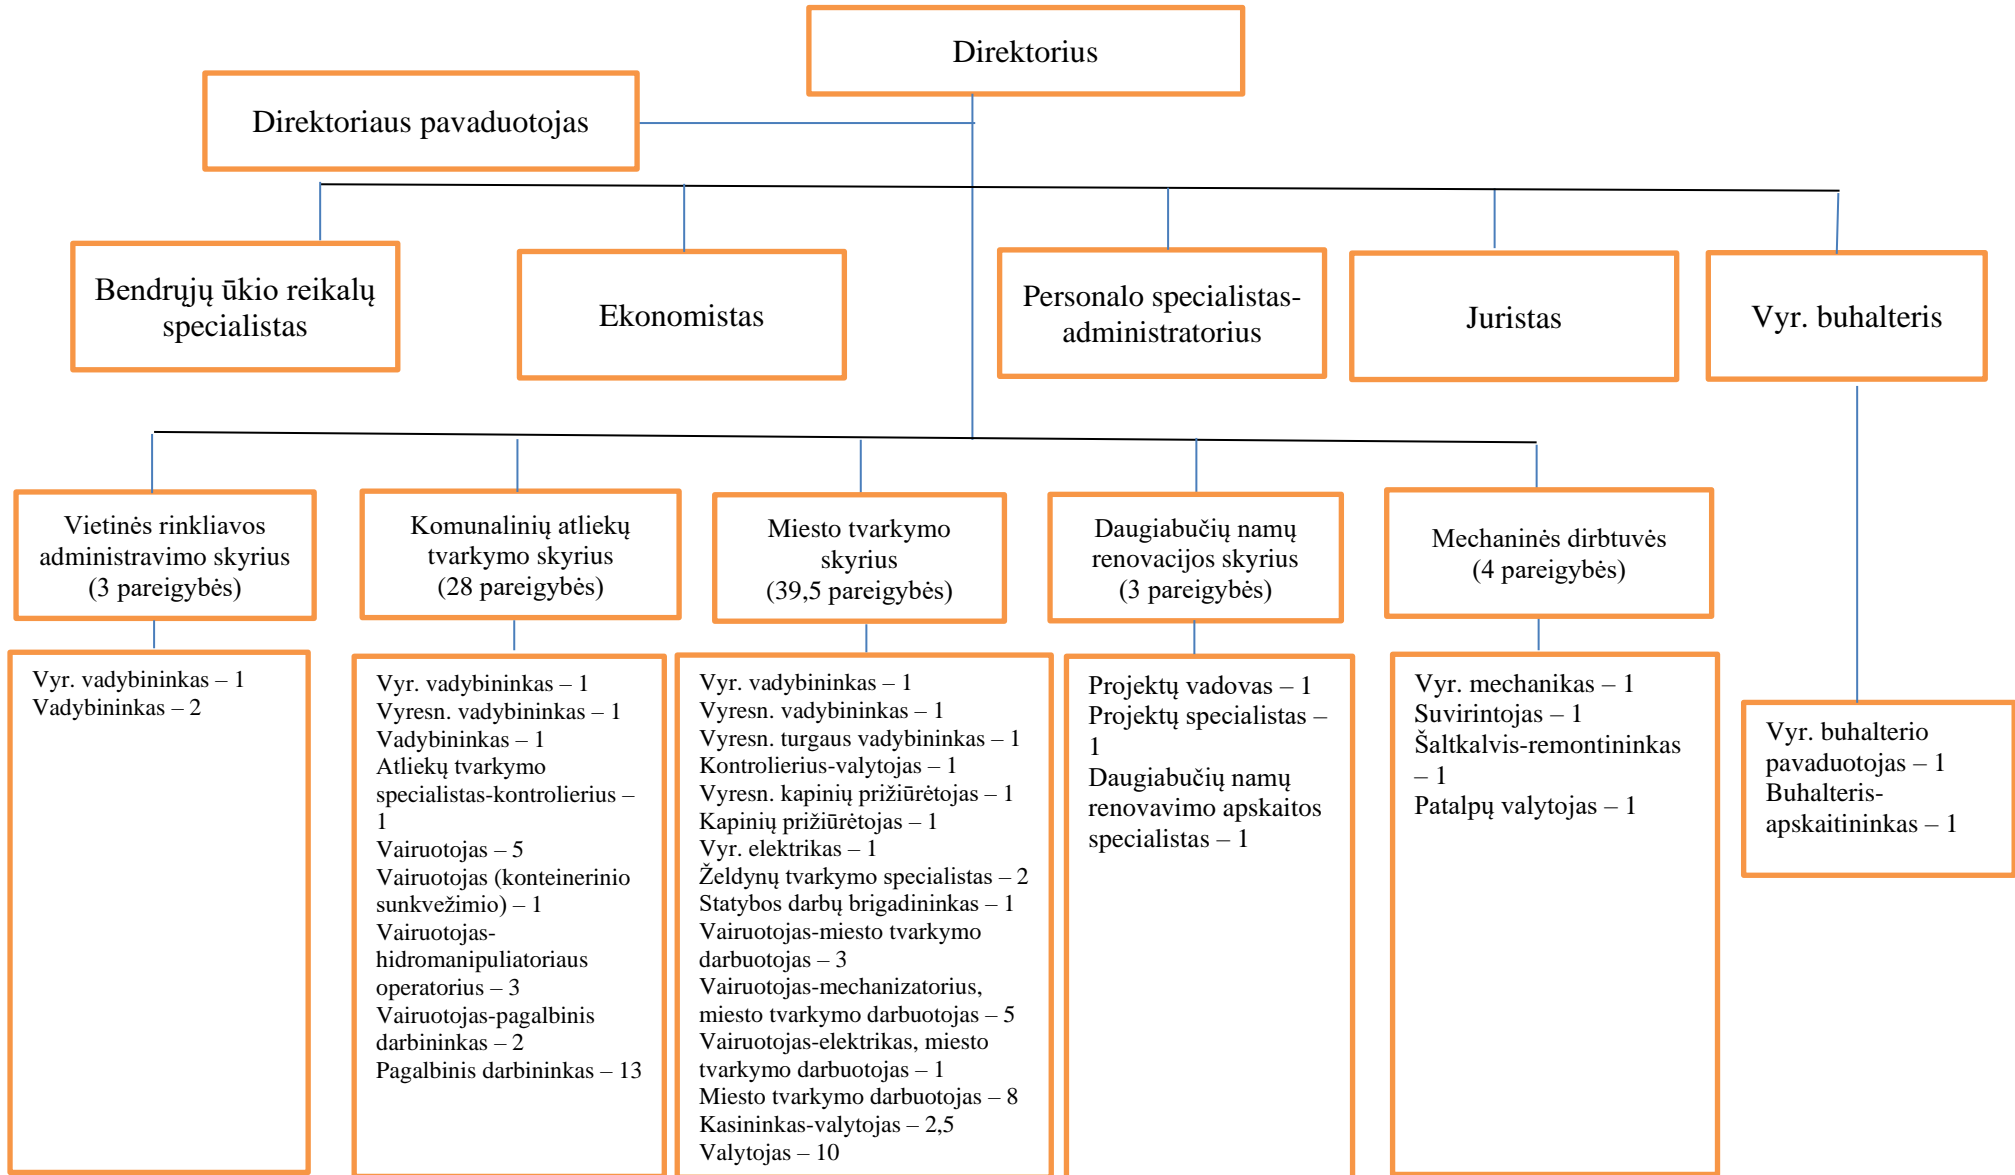 Direktorius
Direktoriaus pavaduotojas
Bendrųjų ūkio reikalų
specialistas
Ekonomistas
Personalo specialistas-
administratorius
Juristas
Vyr. buhalteris
Vietinės rinkliavos
administravimo skyrius
(3 pareigybės)
Komunalinių atliekų
tvarkymo skyrius
(28 pareigybės)
Miesto tvarkymo
skyrius
(39,5 pareigybės)
Daugiabučių namų
renovacijos skyrius
(3 pareigybės)
Mechaninės dirbtuvės
(4 pareigybės)
Vyr. vadybininkas – 1
Vadybininkas – 2
Vyr. vadybininkas – 1
Vyresn. vadybininkas – 1
Vadybininkas – 1
Atliekų tvarkymo
specialistas-kontrolierius –
1
Vairuotojas – 5
Vairuotojas (konteinerinio
sunkvežimio) – 1
Vairuotojas-
hidromanipuliatoriaus
operatorius – 3
Vairuotojas-pagalbinis
darbininkas – 2
Pagalbinis darbininkas – 13
Vyr. vadybininkas – 1
Vyresn. vadybininkas – 1
Vyresn. turgaus vadybininkas – 1
Kontrolierius-valytojas – 1
Vyresn. kapinių prižiūrėtojas – 1
Kapinių prižiūrėtojas – 1
Vyr. elektrikas – 1
Želdynų tvarkymo specialistas – 2
Statybos darbų brigadininkas – 1
Vairuotojas-miesto tvarkymo
darbuotojas – 3
Vairuotojas-mechanizatorius,
miesto tvarkymo darbuotojas – 5
Vairuotojas-elektrikas, miesto
tvarkymo darbuotojas – 1
Miesto tvarkymo darbuotojas – 8
Kasininkas-valytojas – 2,5
Valytojas – 10
Projektų vadovas – 1
Projektų specialistas –
1
Daugiabučių namų
renovavimo apskaitos
specialistas – 1
Vyr. mechanikas – 1
Suvirintojas – 1
Šaltkalvis-remontininkas
– 1
Patalpų valytojas – 1
Vyr. buhalterio
pavaduotojas – 1
Buhalteris-
apskaitininkas – 1